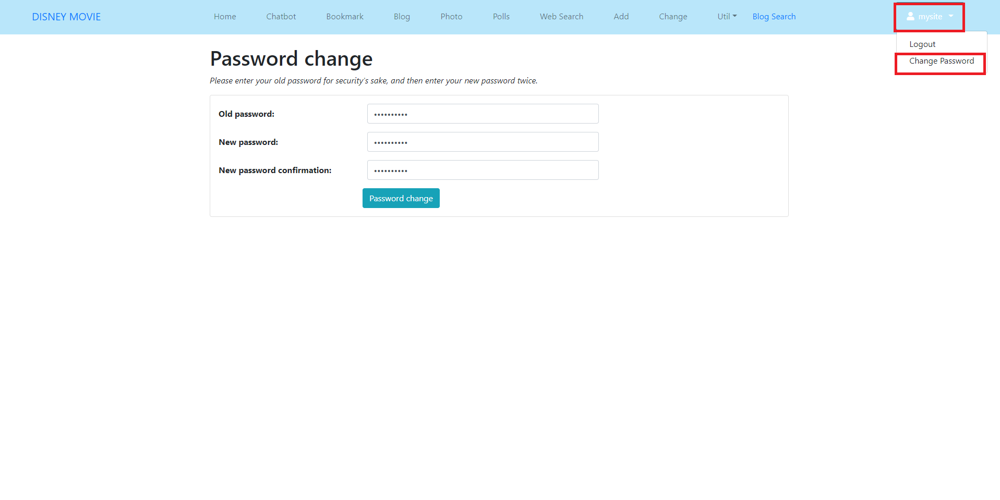 DISNEY MOVIE Home Chatbot Bookmark Blog Photo Polls Web Search Add Change Util Blog Search mysite
Logout
Change Password
Password change
Please enter your old password for security's sake, and then enter your new password twice.
Old password: ••••••••••
New password: ••••••••••
New password confirmation: ••••••••••
Password change